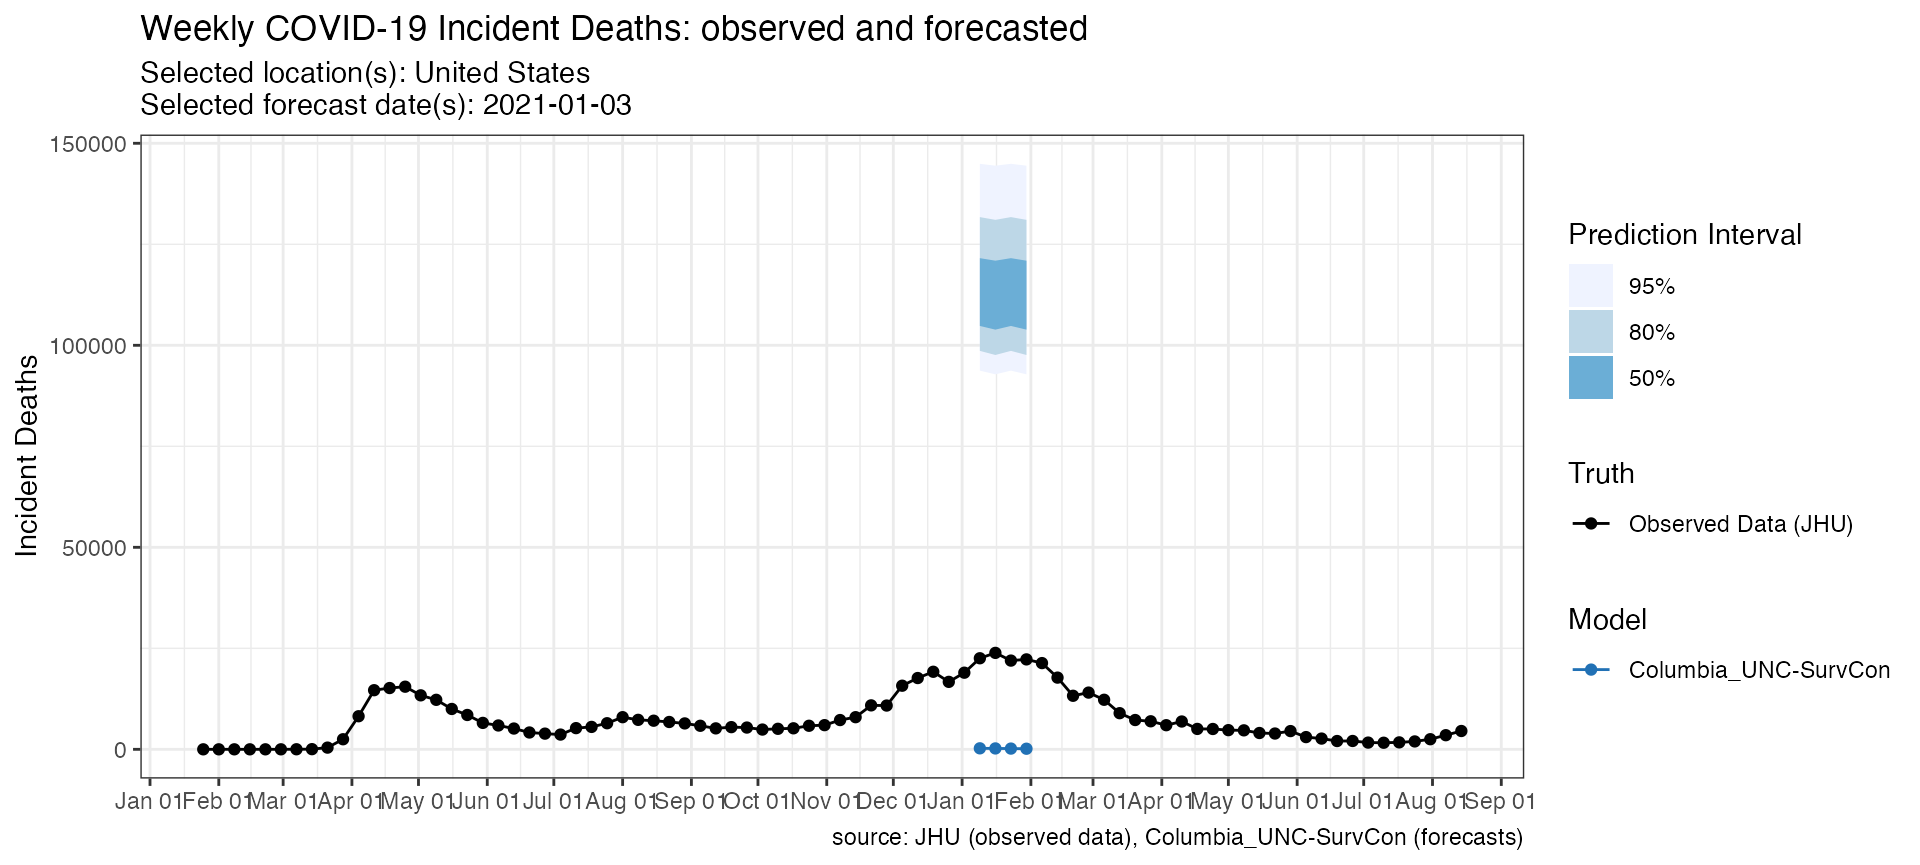 Weekly COVID-19 Incident Deaths: observed and forecasted
Selected location(s): United States
Selected forecast date(s): 2021-01-03
150000
100000
50000
0
Incident Deaths
Jan 01 Feb 01 Mar 01 Apr 01 May 01 Jun 01 Jul 01 Aug 01 Sep 01 Oct 01 Nov 01 Dec 01 Jan 01 Feb 01 Mar 01 Apr 01 May 01 Jun 01 Jul 01 Aug 01 Sep 01
source: JHU (observed data), Columbia_UNC-SurvCon (forecasts)
Prediction Interval
95%
80%
50%
Truth
Observed Data (JHU)
Model
Columbia_UNC-SurvCon